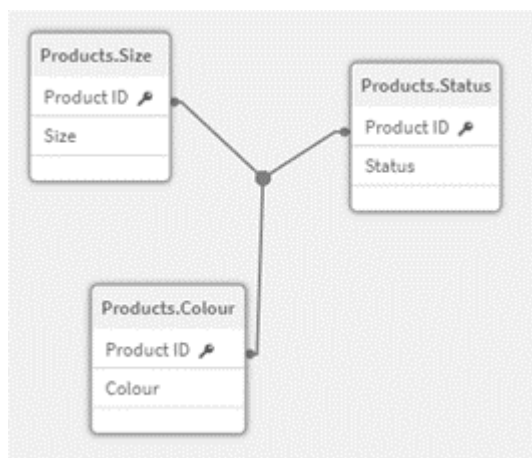 Products.Size
Product ID
Size
Products.Status
Product ID
Status
Products.Colour
Product ID
Colour